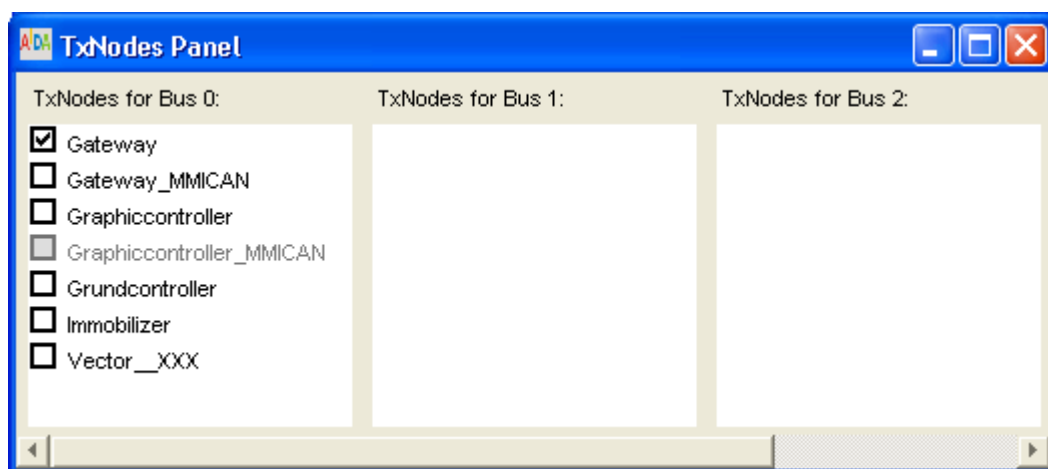 AIDA TxNodes Panel
TxNodes for Bus 0: TxNodes for Bus 1: TxNodes for Bus 2:
Gateway
Gateway_MMICAN
Graphiccontroller
Graphiccontroller_MMICAN
Grundcontroller
Immobilizer
Vector__XXX